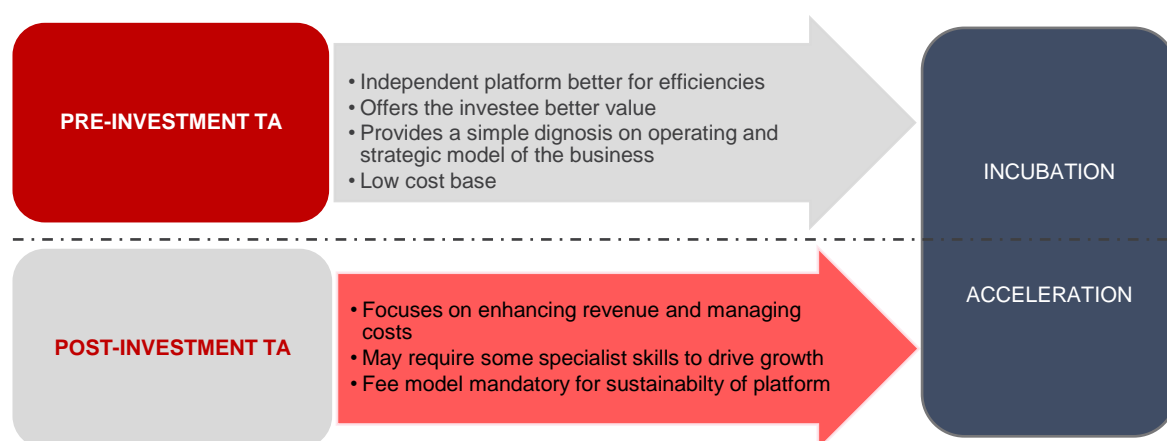 PRE-INVESTMENT TA
• Independent platform better for efficiencies
• Offers the investee better value
• Provides a simple dignosis on operating and
strategic model of the business
• Low cost base
INCUBATION
POST-INVESTMENT TA
• Focuses on enhancing revenue and managing
costs
• May require some specialist skills to drive growth
• Fee model mandatory for sustainabilty of platform
ACCELERATION